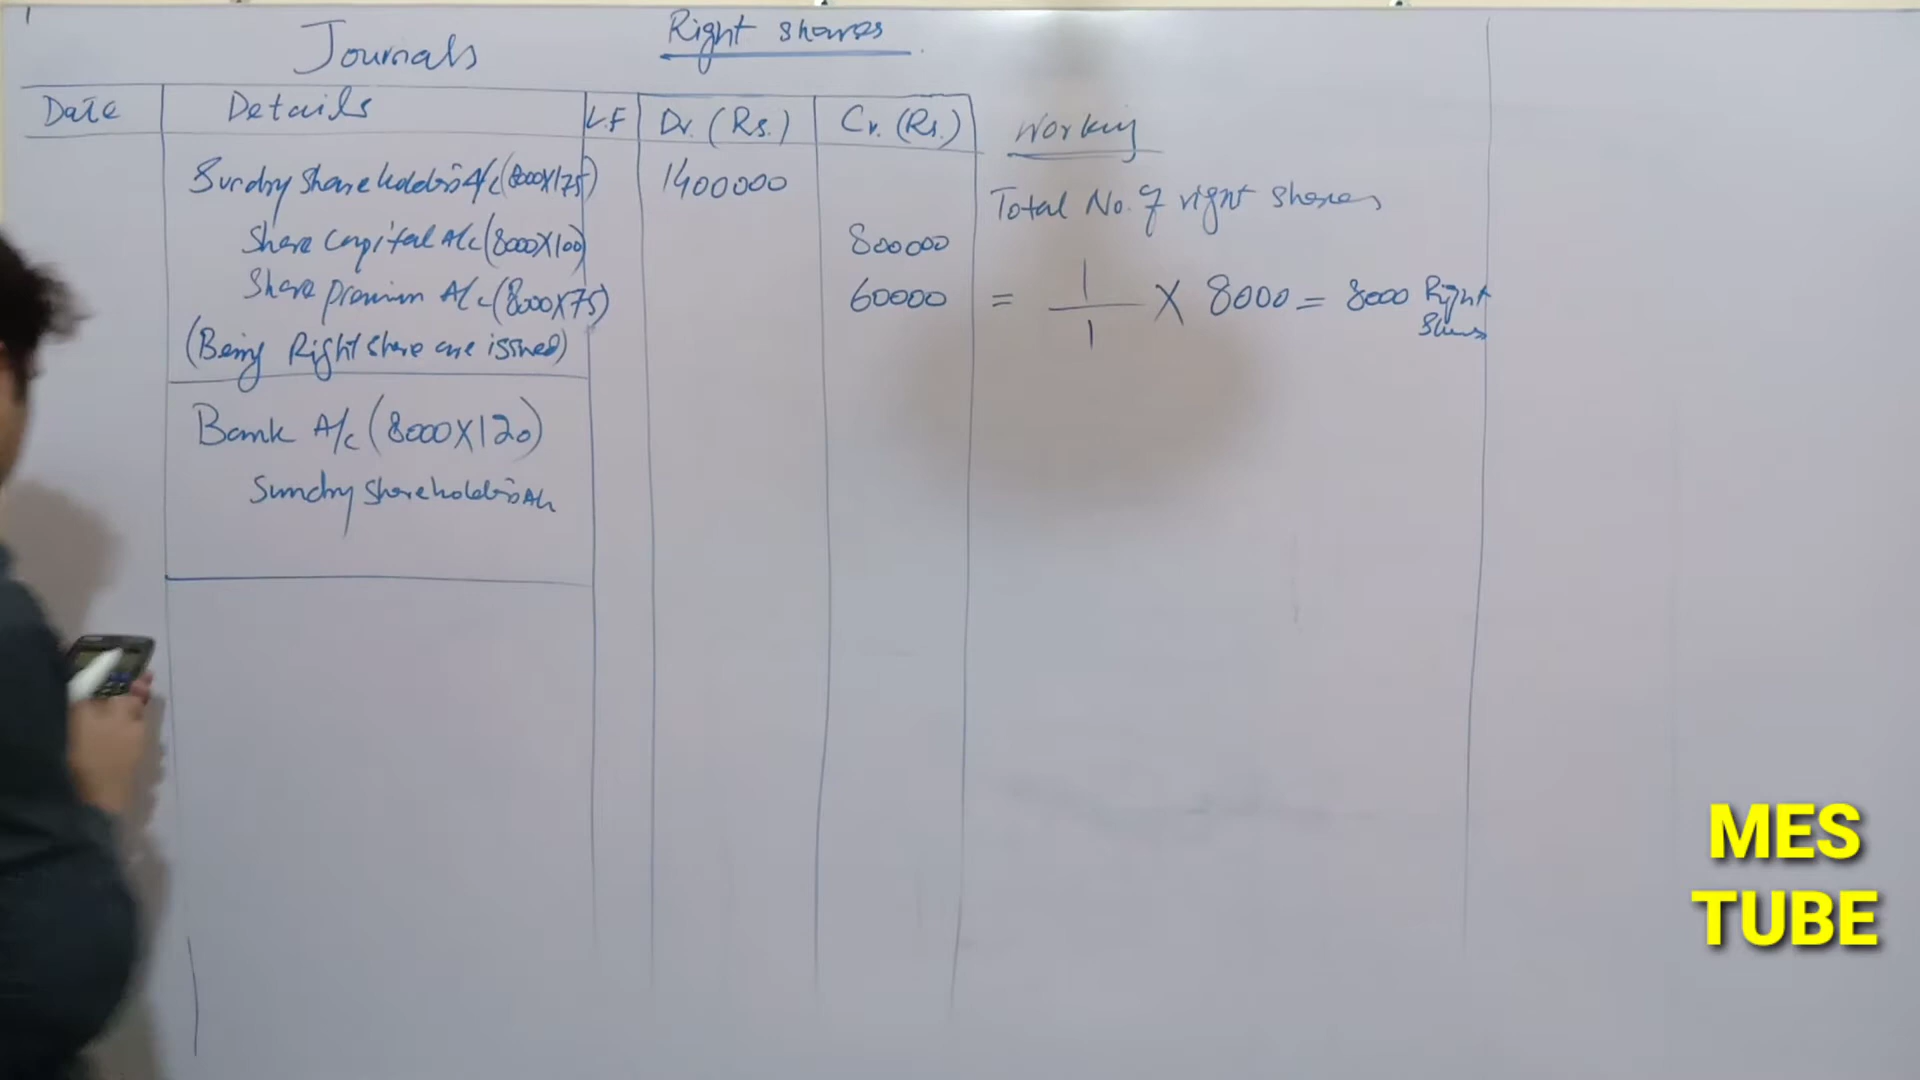 Journals
Right shares
Date Details L.F Dr. (Rs.) Cr. (Rs.)
Working
Sundry Shareholders A/c (8000X175) 1400000
Total No. of right shares
Share Capital A/c (8000X100) 800000
Share premium A/c (8000X75) 60000
= 1/1 X 8000 = 8000 Right Shares
(Being Right share are issued)
Bank A/c (8000X120)
Sundry shareholders A/c
MES
TUBE